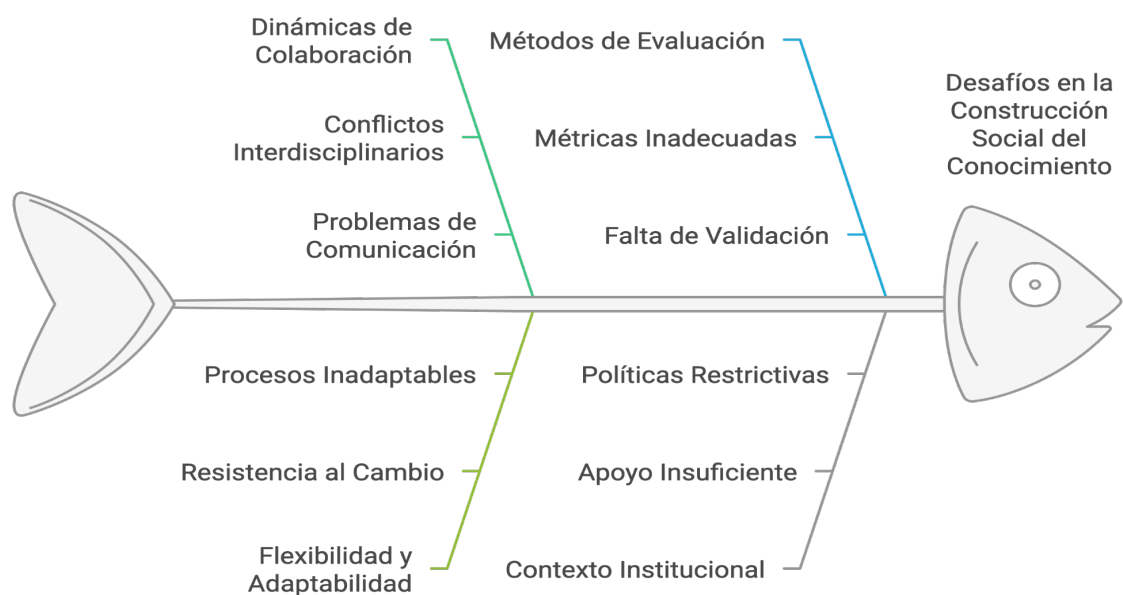 Dinámicas de
Colaboración
Conflictos
Interdisciplinarios
Problemas de
Comunicación
Métodos de Evaluación
Métricas Inadecuadas
Falta de Validación
Desafíos en la
Construcción
Social del
Conocimiento
Procesos Inadaptables
Resistencia al Cambio
Flexibilidad y
Adaptabilidad
Políticas Restrictivas
Apoyo Insuficiente
Contexto Institucional